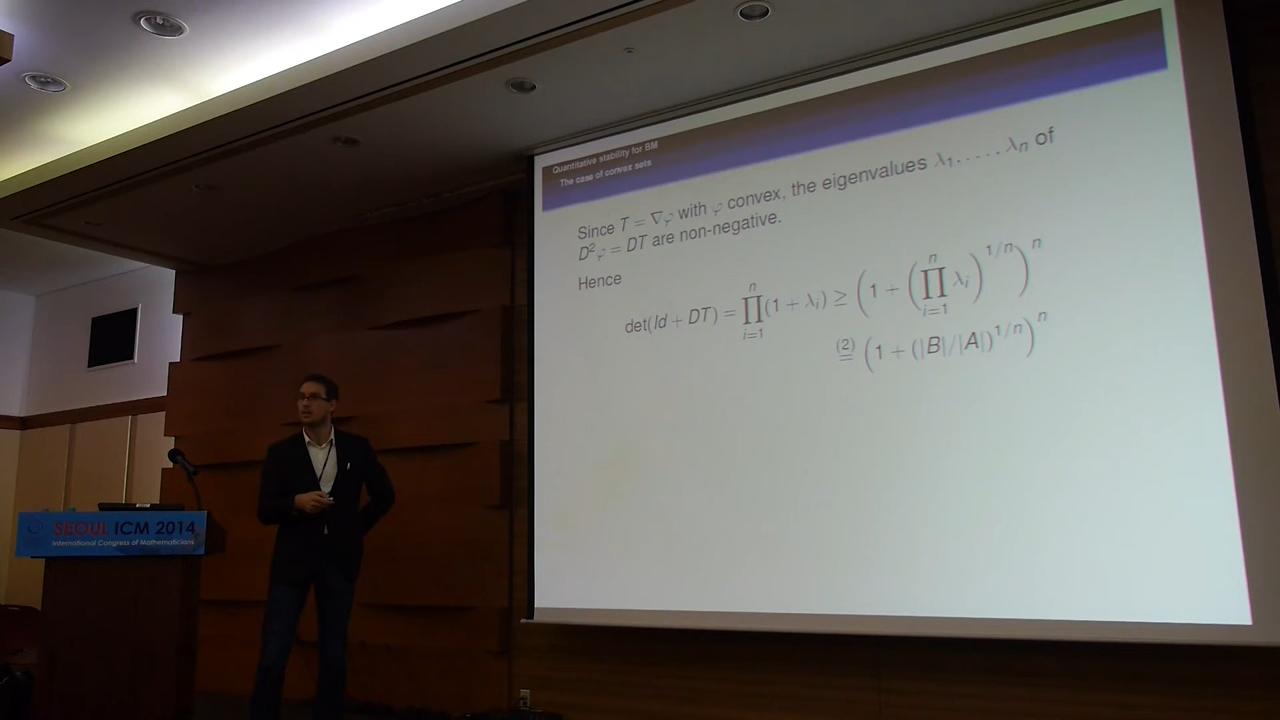 Quantitative stability for BM
The case of convex sets
Since T = ∇φ with φ convex, the eigenvalues λ₁, . . . , λₙ of
D²φ = DT are non-negative.
Hence
det(Id + DT) = ∏ᵢ₌₁ⁿ (1 + λᵢ) ≥ (1 + (∏ᵢ₌₁ⁿ λᵢ)^{1/n})^n
(2)= (1 + (|B|/|A|)^{1/n})^n
SEOUL ICM 2014
International Congress of Mathematicians